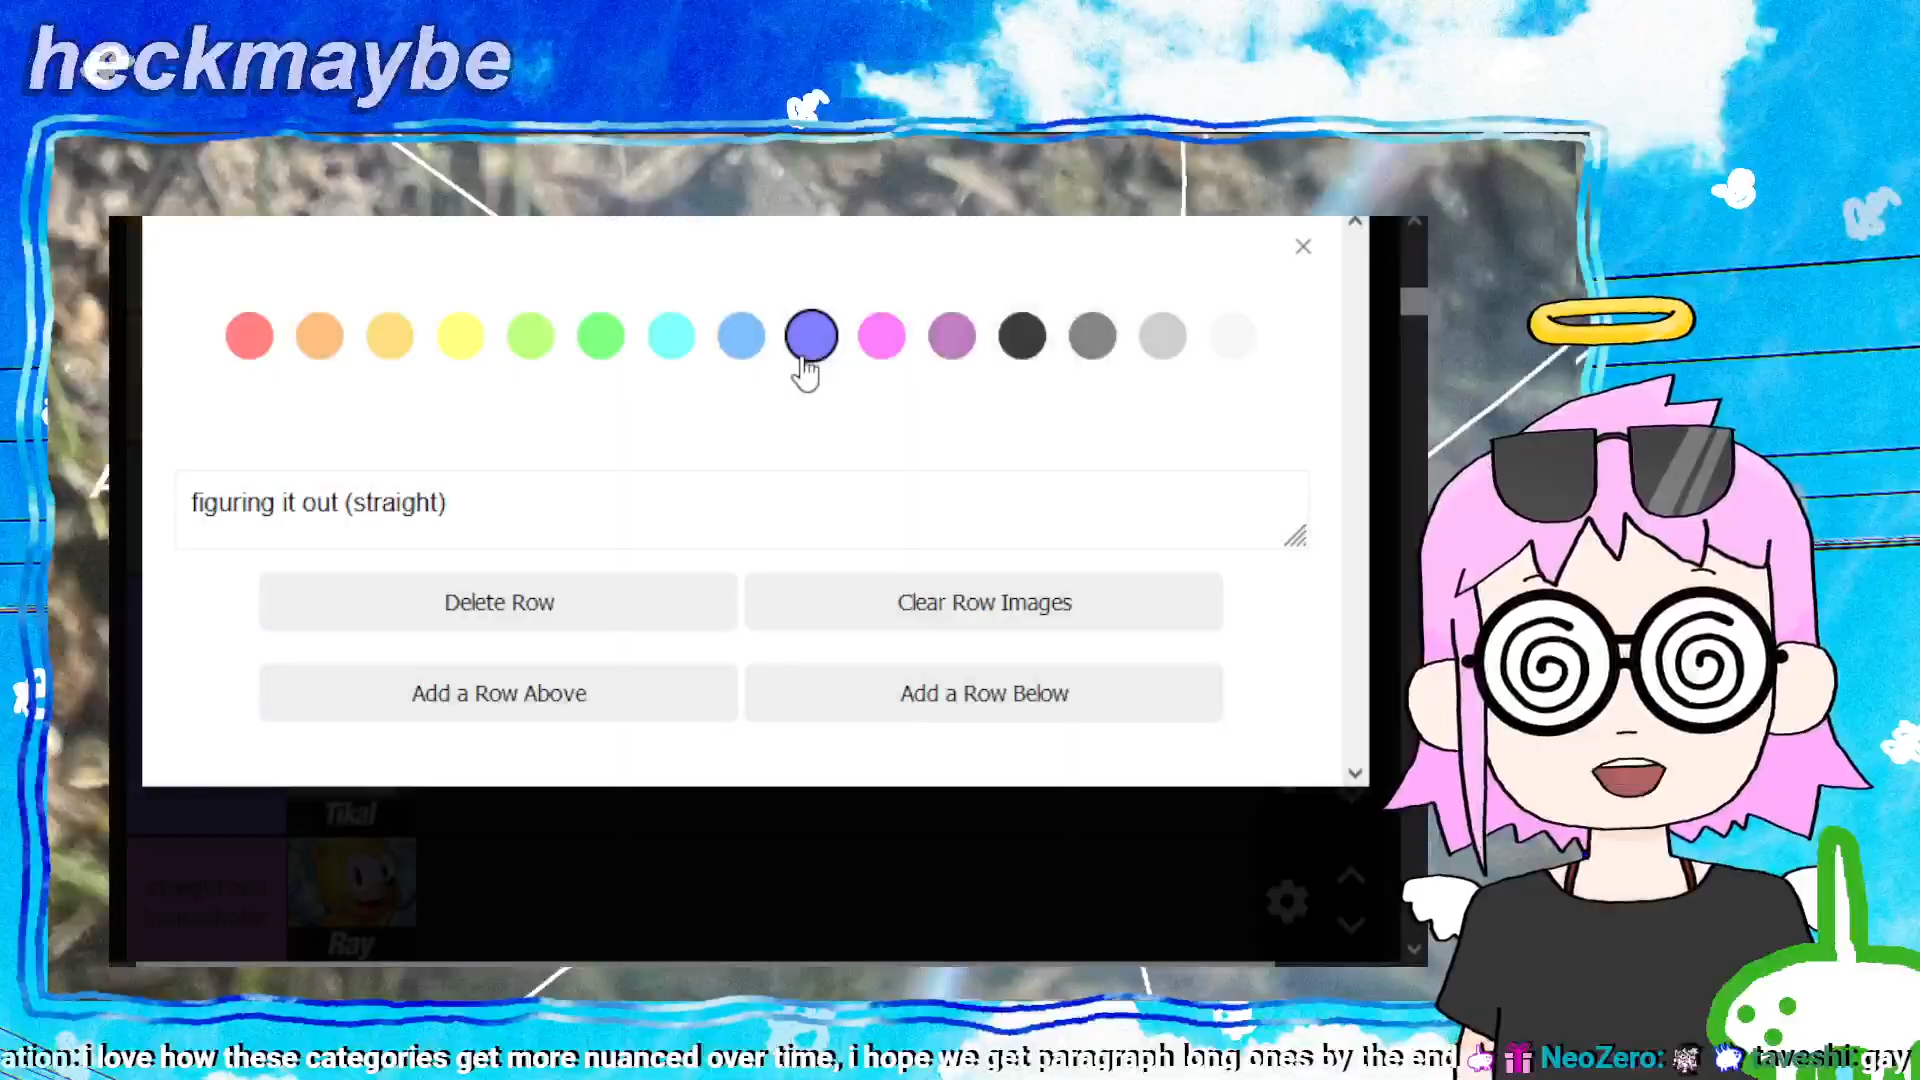 heckmaybe
figuring it out (straight)
Delete Row
Clear Row Images
Add a Row Above
Add a Row Below
Tikal
Ray
ation: i love how these categories get more nuanced over time, i hope we get paragraph long ones by the end NeoZero: taveshi: gay